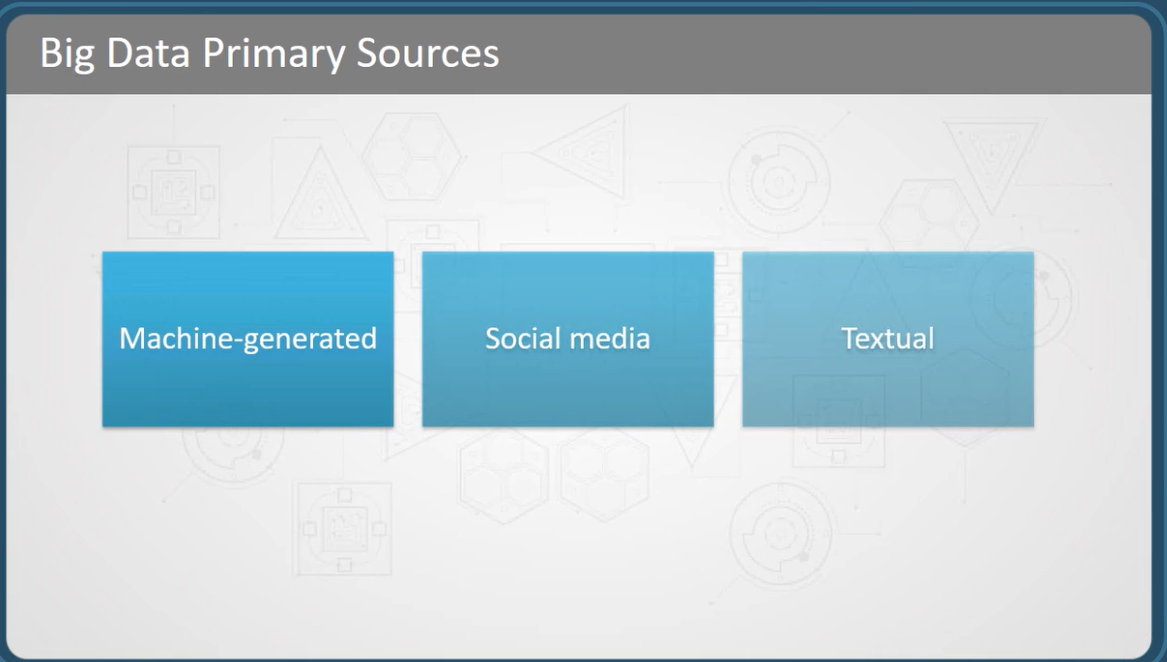 Big Data Primary Sources
Machine-generated
Social media
Textual